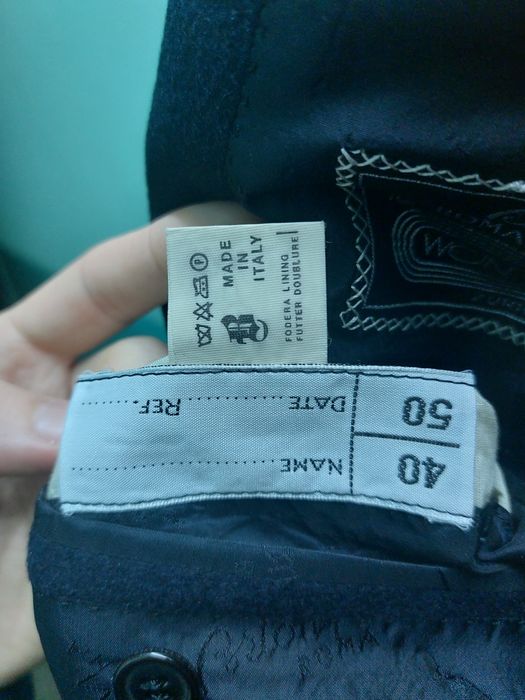 MADE
IN
ITALY
P
B
FODERA LINING
FUTTER DOUBLURE
40 NAME....................
50 DATE............ REF. ........